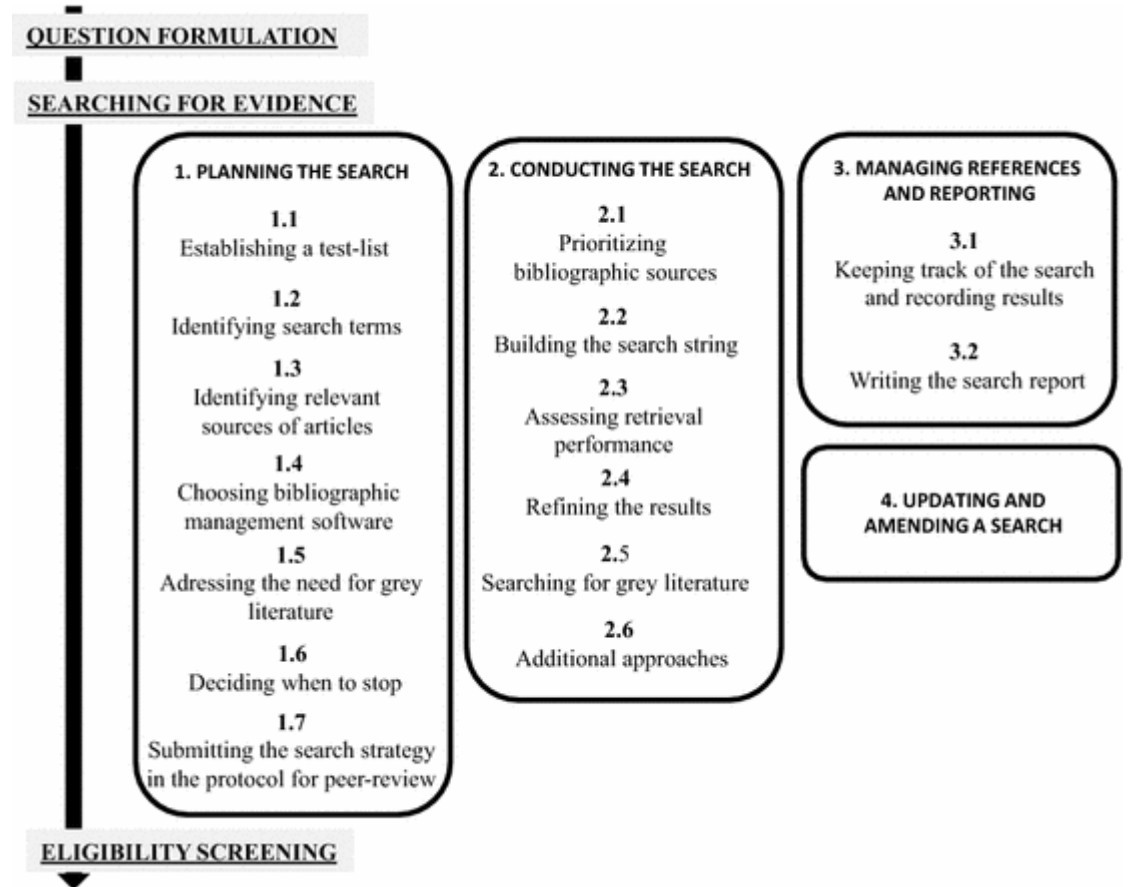 QUESTION FORMULATION
SEARCHING FOR EVIDENCE
1. PLANNING THE SEARCH
1.1
Establishing a test-list
1.2
Identifying search terms
1.3
Identifying relevant
sources of articles
1.4
Choosing bibliographic
management software
1.5
Adressing the need for grey
literature
1.6
Deciding when to stop
1.7
Submitting the search strategy
in the protocol for peer-review
2. CONDUCTING THE SEARCH
2.1
Prioritizing
bibliographic sources
2.2
Building the search string
2.3
Assessing retrieval
performance
2.4
Refining the results
2.5
Searching for grey literature
2.6
Additional approaches
3. MANAGING REFERENCES
AND REPORTING
3.1
Keeping track of the search
and recording results
3.2
Writing the search report
4. UPDATING AND
AMENDING A SEARCH
ELIGIBILITY SCREENING